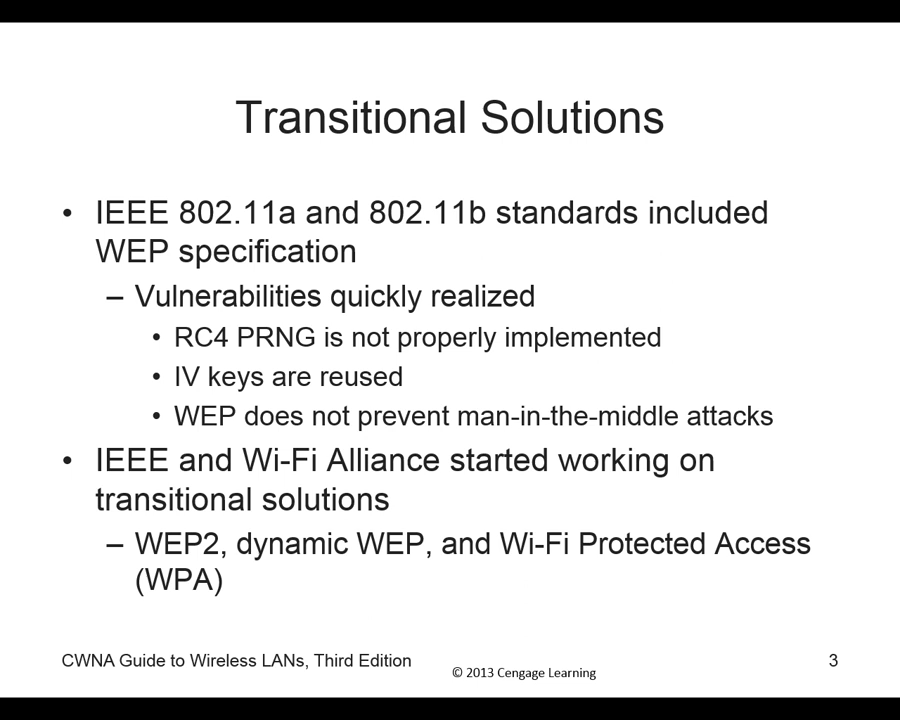 Transitional Solutions
• IEEE 802.11a and 802.11b standards included
WEP specification
– Vulnerabilities quickly realized
• RC4 PRNG is not properly implemented
• IV keys are reused
• WEP does not prevent man-in-the-middle attacks
• IEEE and Wi-Fi Alliance started working on
transitional solutions
– WEP2, dynamic WEP, and Wi-Fi Protected Access
(WPA)
CWNA Guide to Wireless LANs, Third Edition
© 2013 Cengage Learning
3